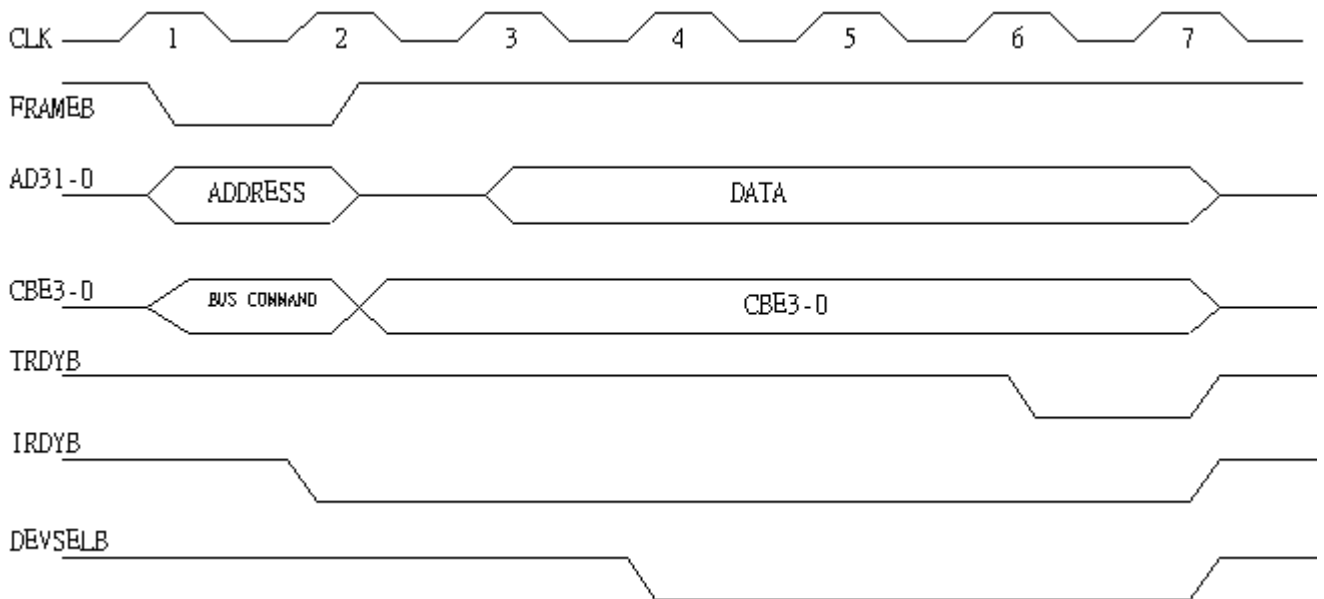 CLK 1 2 3 4 5 6 7
FRAMEB
AD31-0 ADDRESS DATA
CBE3-0 BUS COMMAND CBE3-0
TRDYB
IRDYB
DEVSELB